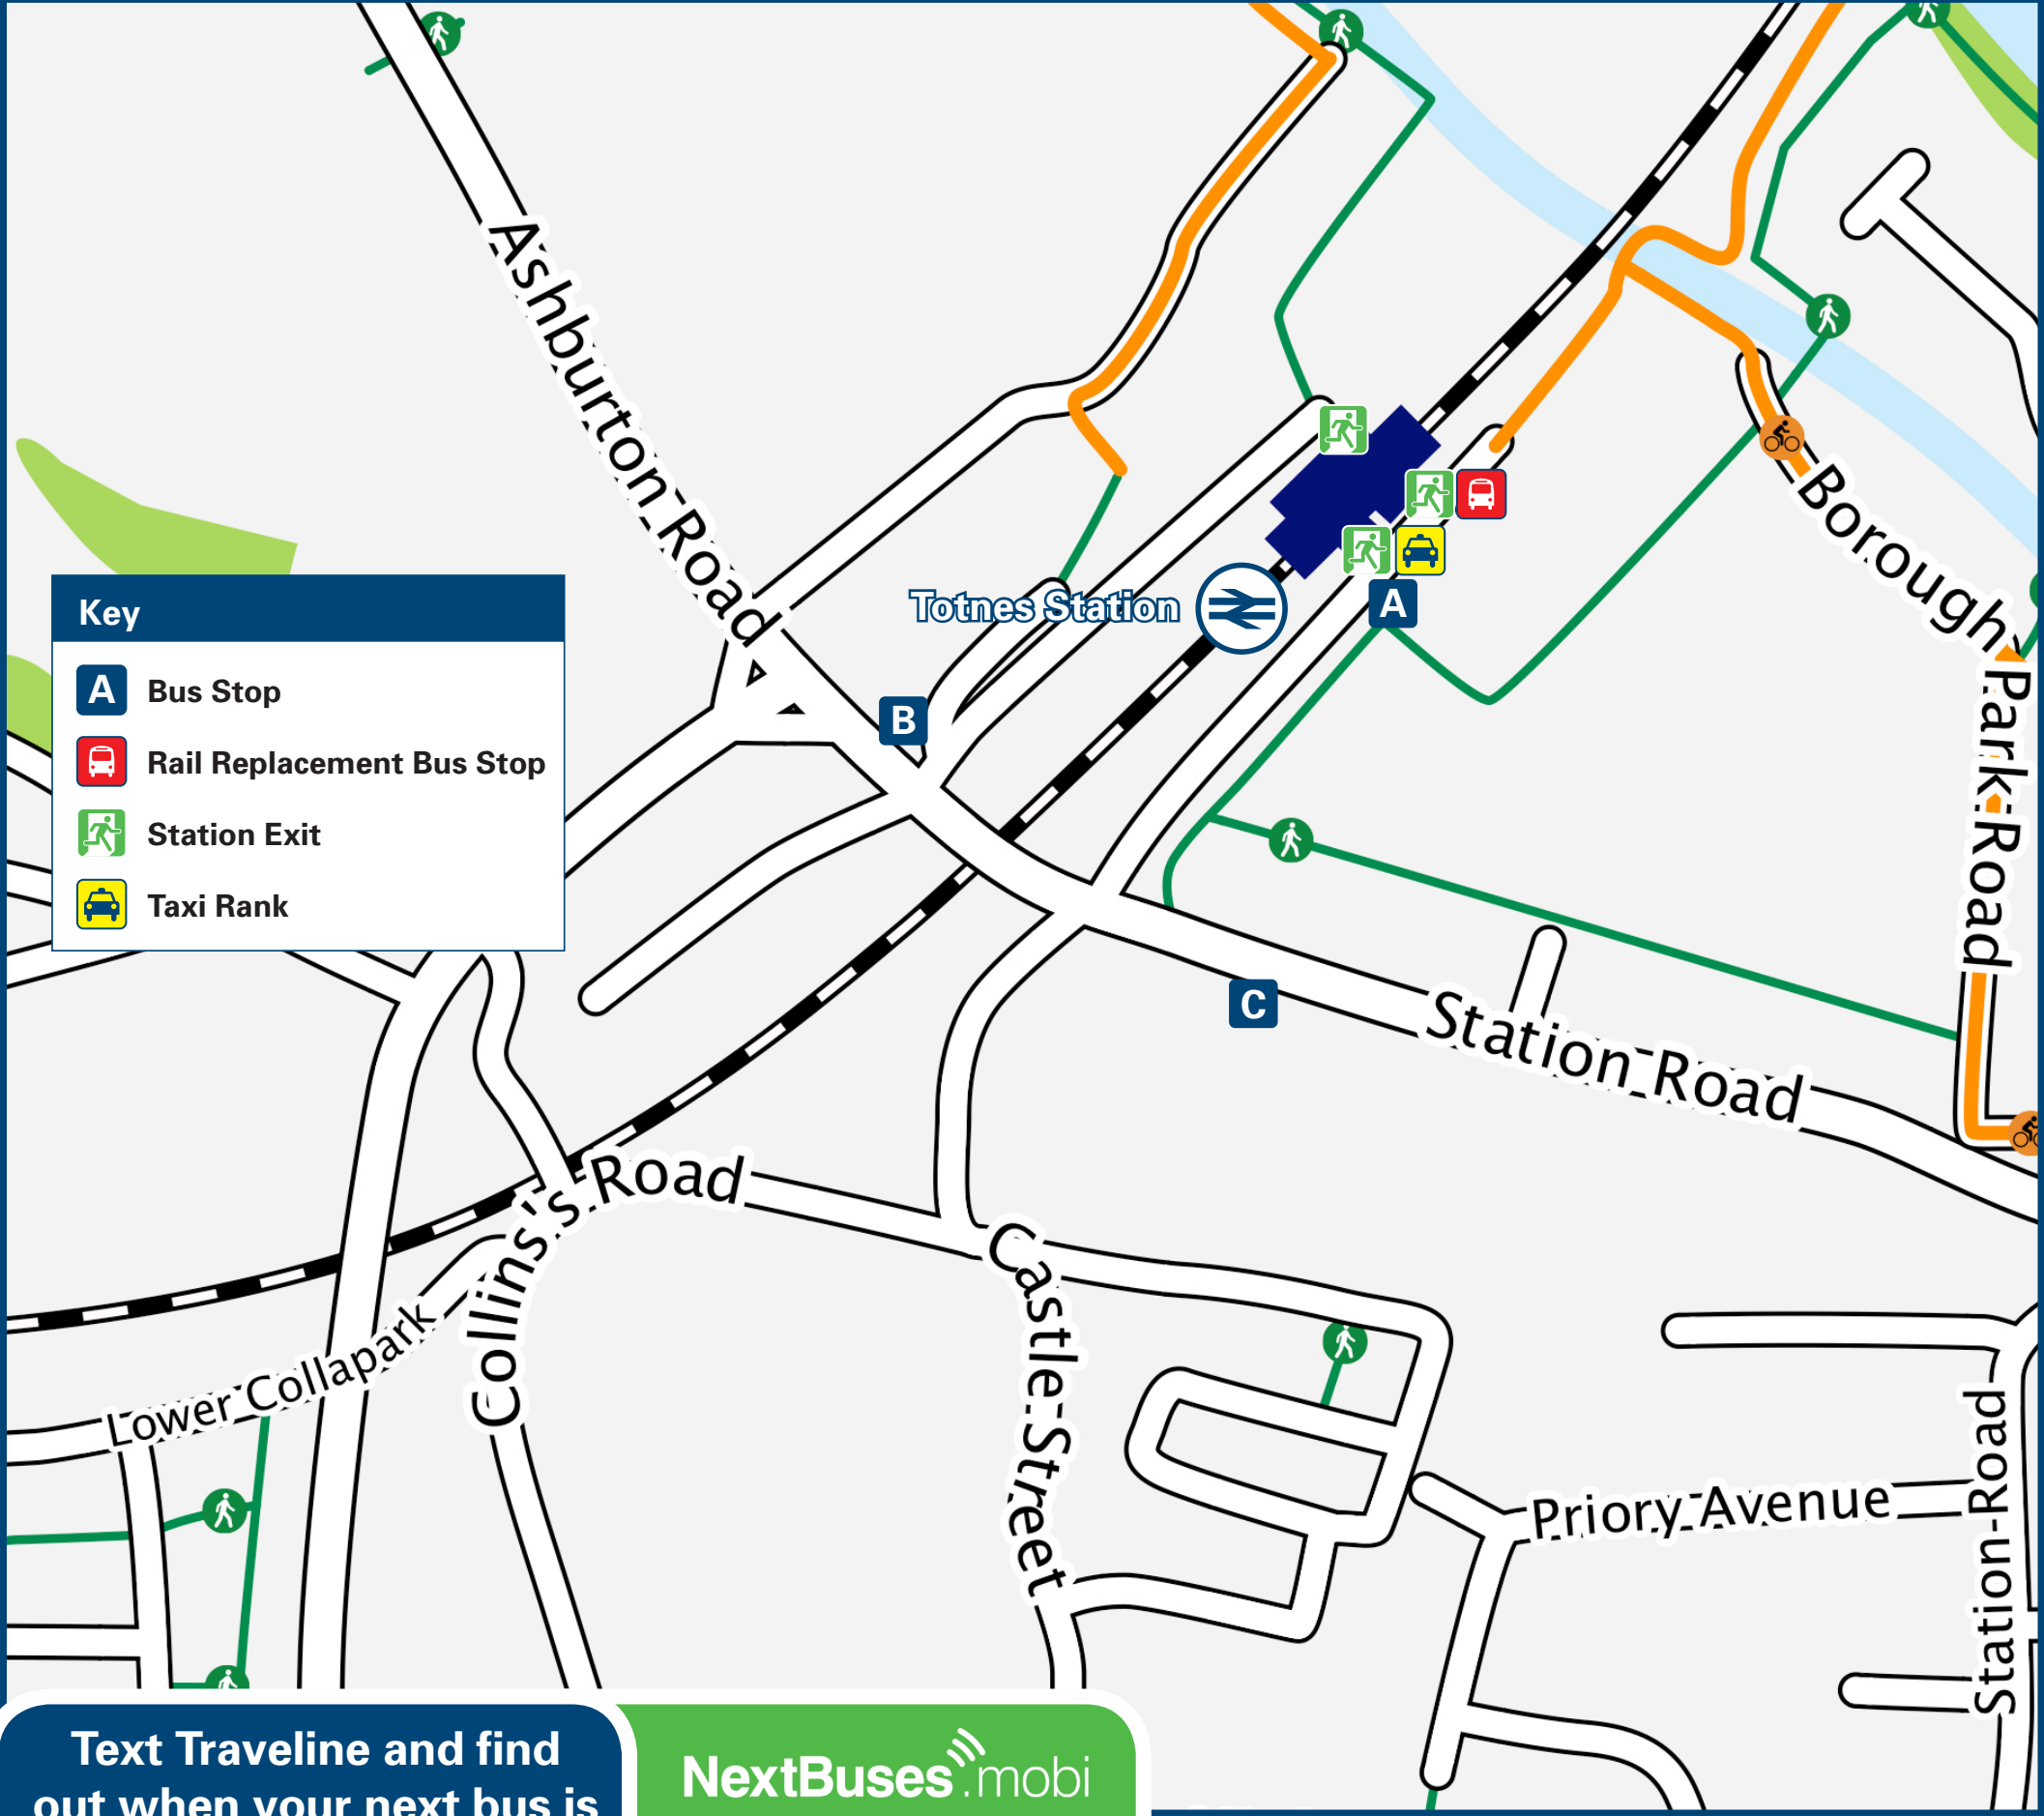 Ashburton Road
Borough Park Road
Totnes Station
A
B
C
Key
A Bus Stop
Rail Replacement Bus Stop
Station Exit
Taxi Rank
Station Road
Collins's Road
Castle Street
Lower Collapark
Priory Avenue
Station Road
Text Traveline and find
out when your next bus is
NextBuses.mobi